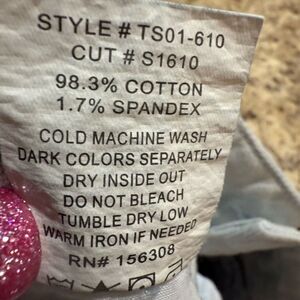 STYLE # TS01-610
CUT # S1610
98.3% COTTON
1.7% SPANDEX
COLD MACHINE WASH
DARK COLORS SEPARATELY
DRY INSIDE OUT
DO NOT BLEACH
TUMBLE DRY LOW
WARM IRON IF NEEDED
RN# 156308